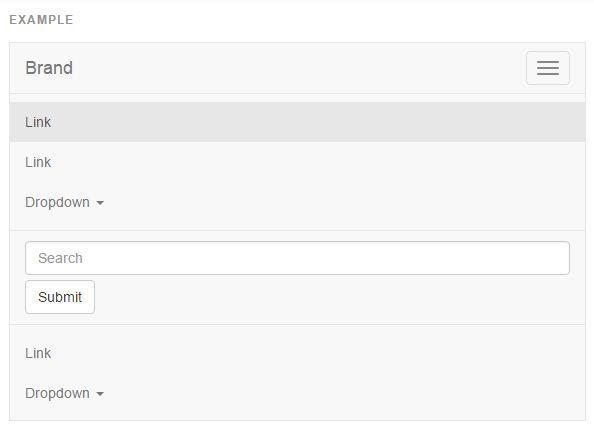 EXAMPLE
Brand
Link
Link
Dropdown
Search
Submit
Link
Dropdown